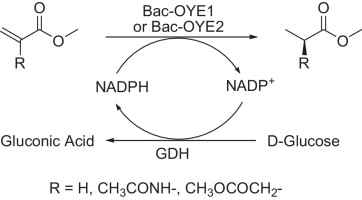 Bac-OYE1
or Bac-OYE2
O
O
R
O
O
R
NADPH
NADP⁺
Gluconic Acid
D-Glucose
GDH
R = H, CH₃CONH-, CH₃OCOCH₂-